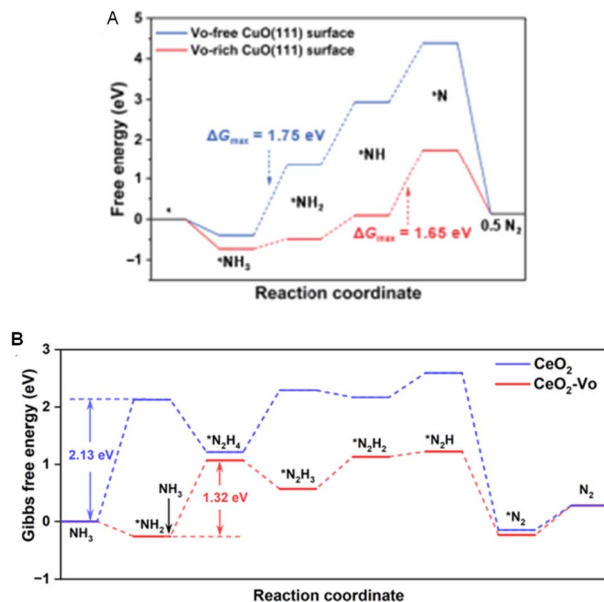 A
Vo-free CuO(111) surface
Vo-rich CuO(111) surface
5
4
3
2
1
0
−1
Free energy (eV)
ΔGmax = 1.75 eV
*
*NH₃
*NH₂
*NH
*N
ΔGmax = 1.65 eV
0.5 N₂
Reaction coordinate
B
CeO₂
CeO₂-Vo
3
2
1
0
−1
Gibbs free energy (eV)
2.13 eV
NH₃
*NH₂
NH₃
*N₂H₄
1.32 eV
*N₂H₃
*N₂H₂
*N₂H
*N₂
N₂
Reaction coordinate